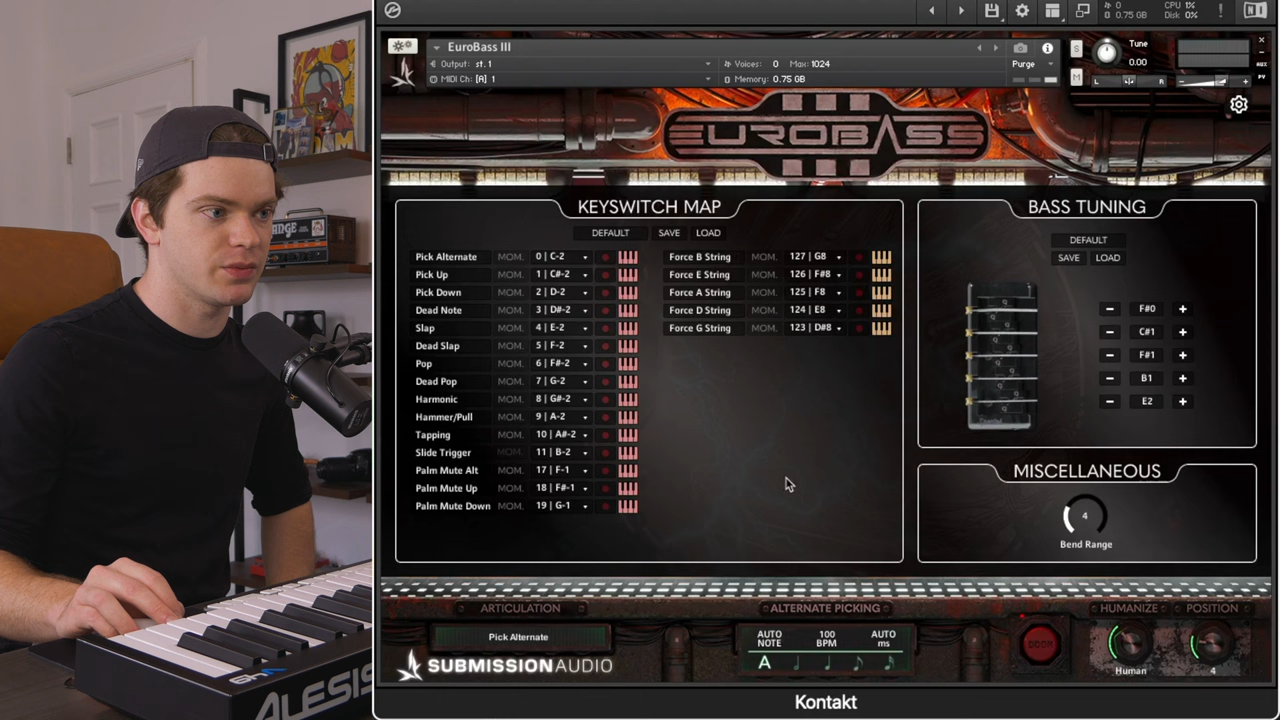 0
0.75 GB
CPU 1%
Disk 0%
!
EuroBass III
Output: st.1
Voices: 0 Max: 1024
Purge
MIDI Ch: [A] 1
Memory: 0.75 GB
S
M
Tune
0.00
L
R
AUX
PV
EUROBASS
KEYSWITCH MAP
DEFAULT SAVE LOAD
Pick Alternate MOM. 0 | C-2
Pick Up MOM. 1 | C#-2
Pick Down MOM. 2 | D-2
Dead Note MOM. 3 | D#-2
Slap MOM. 4 | E-2
Dead Slap MOM. 5 | F-2
Pop MOM. 6 | F#-2
Dead Pop MOM. 7 | G-2
Harmonic MOM. 8 | G#-2
Hammer/Pull MOM. 9 | A-2
Tapping MOM. 10 | A#-2
Slide Trigger MOM. 11 | B-2
Palm Mute Alt MOM. 17 | F-1
Palm Mute Up MOM. 18 | F#-1
Palm Mute Down MOM. 19 | G-1
Force B String MOM. 127 | G8
Force E String MOM. 126 | F#8
Force A String MOM. 125 | F8
Force D String MOM. 124 | E8
Force G String MOM. 123 | D#8
BASS TUNING
DEFAULT
SAVE LOAD
- F#0 +
- C#1 +
- F#1 +
- B1 +
- E2 +
MISCELLANEOUS
4
Bend Range
ARTICULATION
Pick Alternate
SUBMISSIONAUDIO
ALTERNATE PICKING
AUTO NOTE
100 BPM
AUTO ms
A
HUMANIZE
Human
POSITION
4
Kontakt
ALESIS